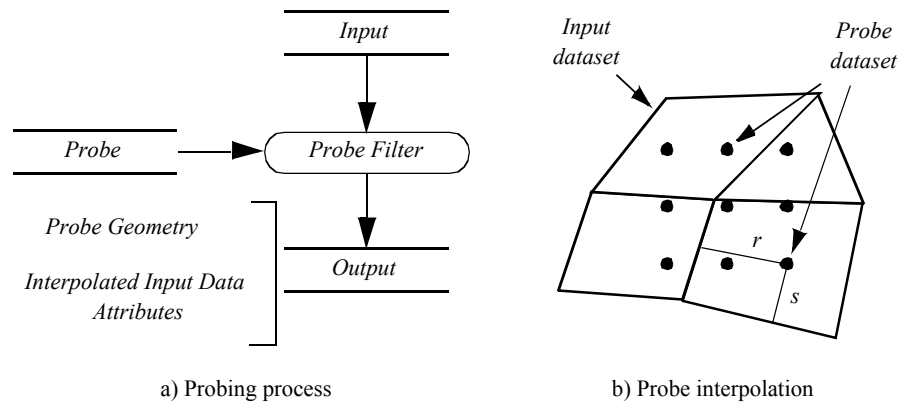 Input
Probe
Probe Filter
Probe Geometry
Interpolated Input Data
Attributes
Output
a) Probing process
Input
dataset
Probe
dataset
r
s
b) Probe interpolation